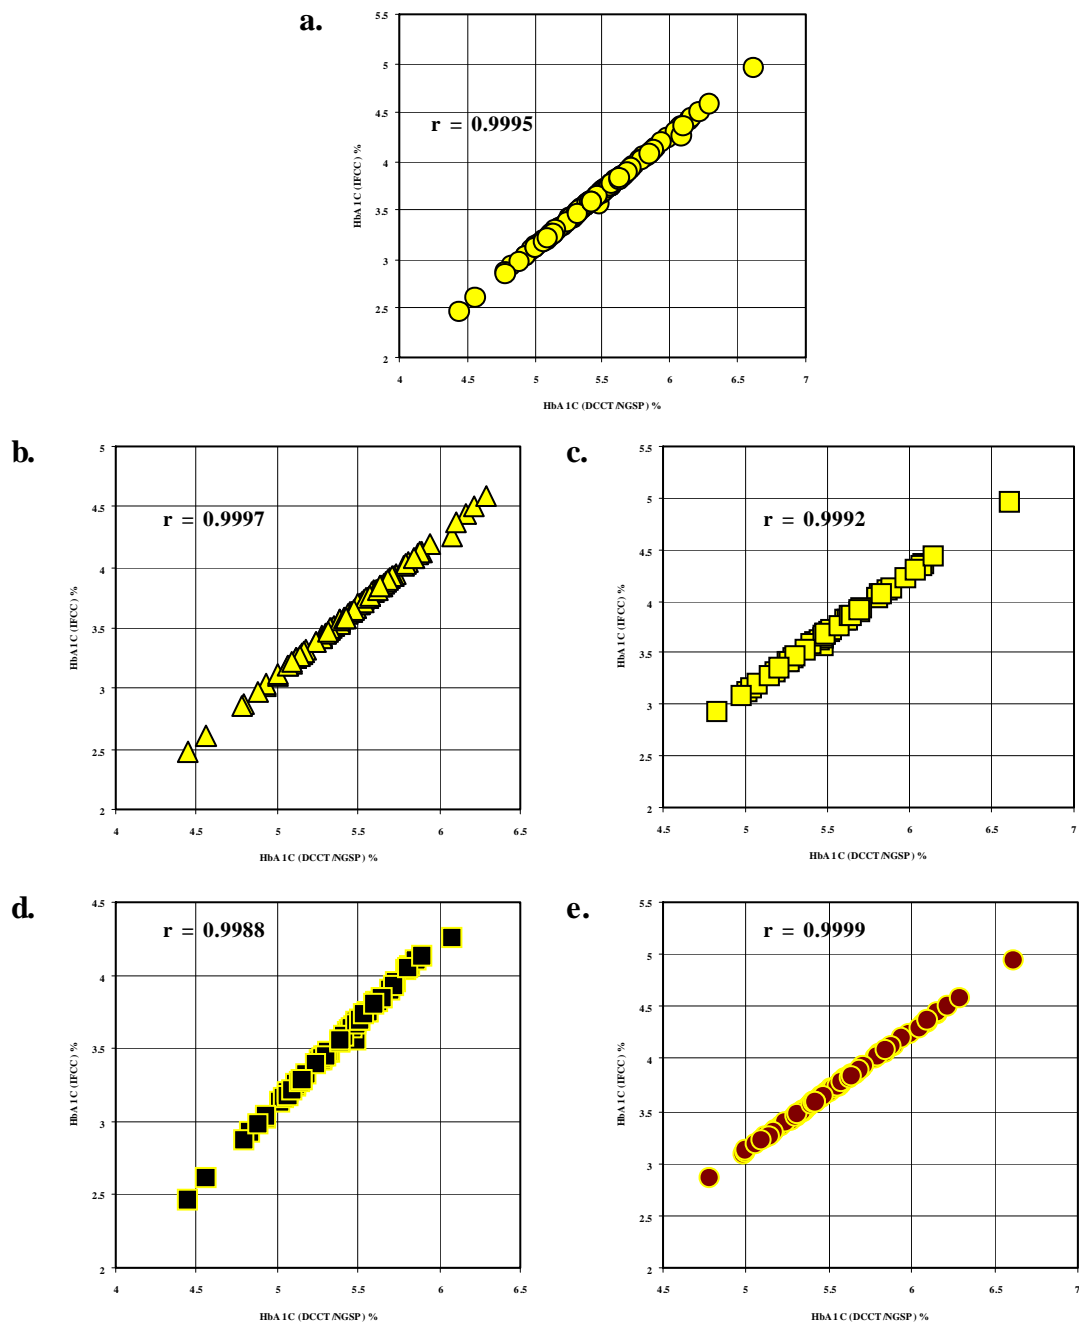 a.
r = 0.9995
5.5
5
4.5
4
3.5
3
2.5
2
HbA 1C (IFCC) %
4 4.5 5 5.5 6 6.5 7
HbA 1C (DCCT/NGSP) %
b.
r = 0.9997
5
4.5
4
3.5
3
2.5
2
HbA 1C (IFCC) %
4 4.5 5 5.5 6 6.5
HbA 1C (DCCT/NGSP) %
c.
r = 0.9992
5.5
5
4.5
4
3.5
3
2.5
2
HbA 1C (IFCC) %
4.5 5 5.5 6 6.5 7
HbA 1C (DCCT/NGSP) %
d.
r = 0.9988
4.5
4
3.5
3
2.5
2
HbA 1C (IFCC) %
4 4.5 5 5.5 6 6.5
HbA 1C (DCCT/NGSP) %
e.
r = 0.9999
5.5
5
4.5
4
3.5
3
2.5
2
HbA 1C (IFCC) %
4.5 5 5.5 6 6.5 7
HbA 1C (DCCT/NGSP) %